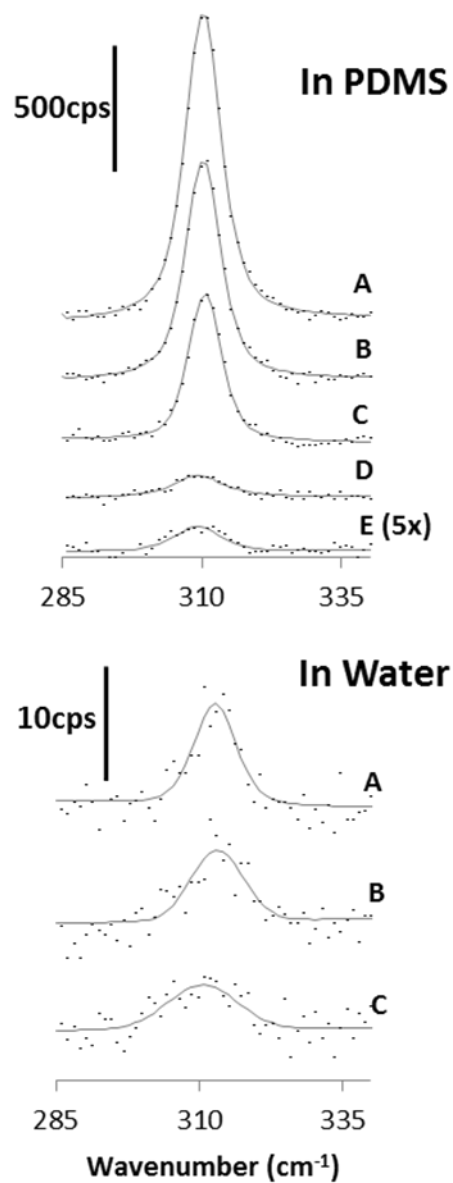 In PDMS
500cps
A
B
C
D
E (5x)
285 310 335
In Water
10cps
A
B
C
285 310 335
Wavenumber (cm⁻¹)